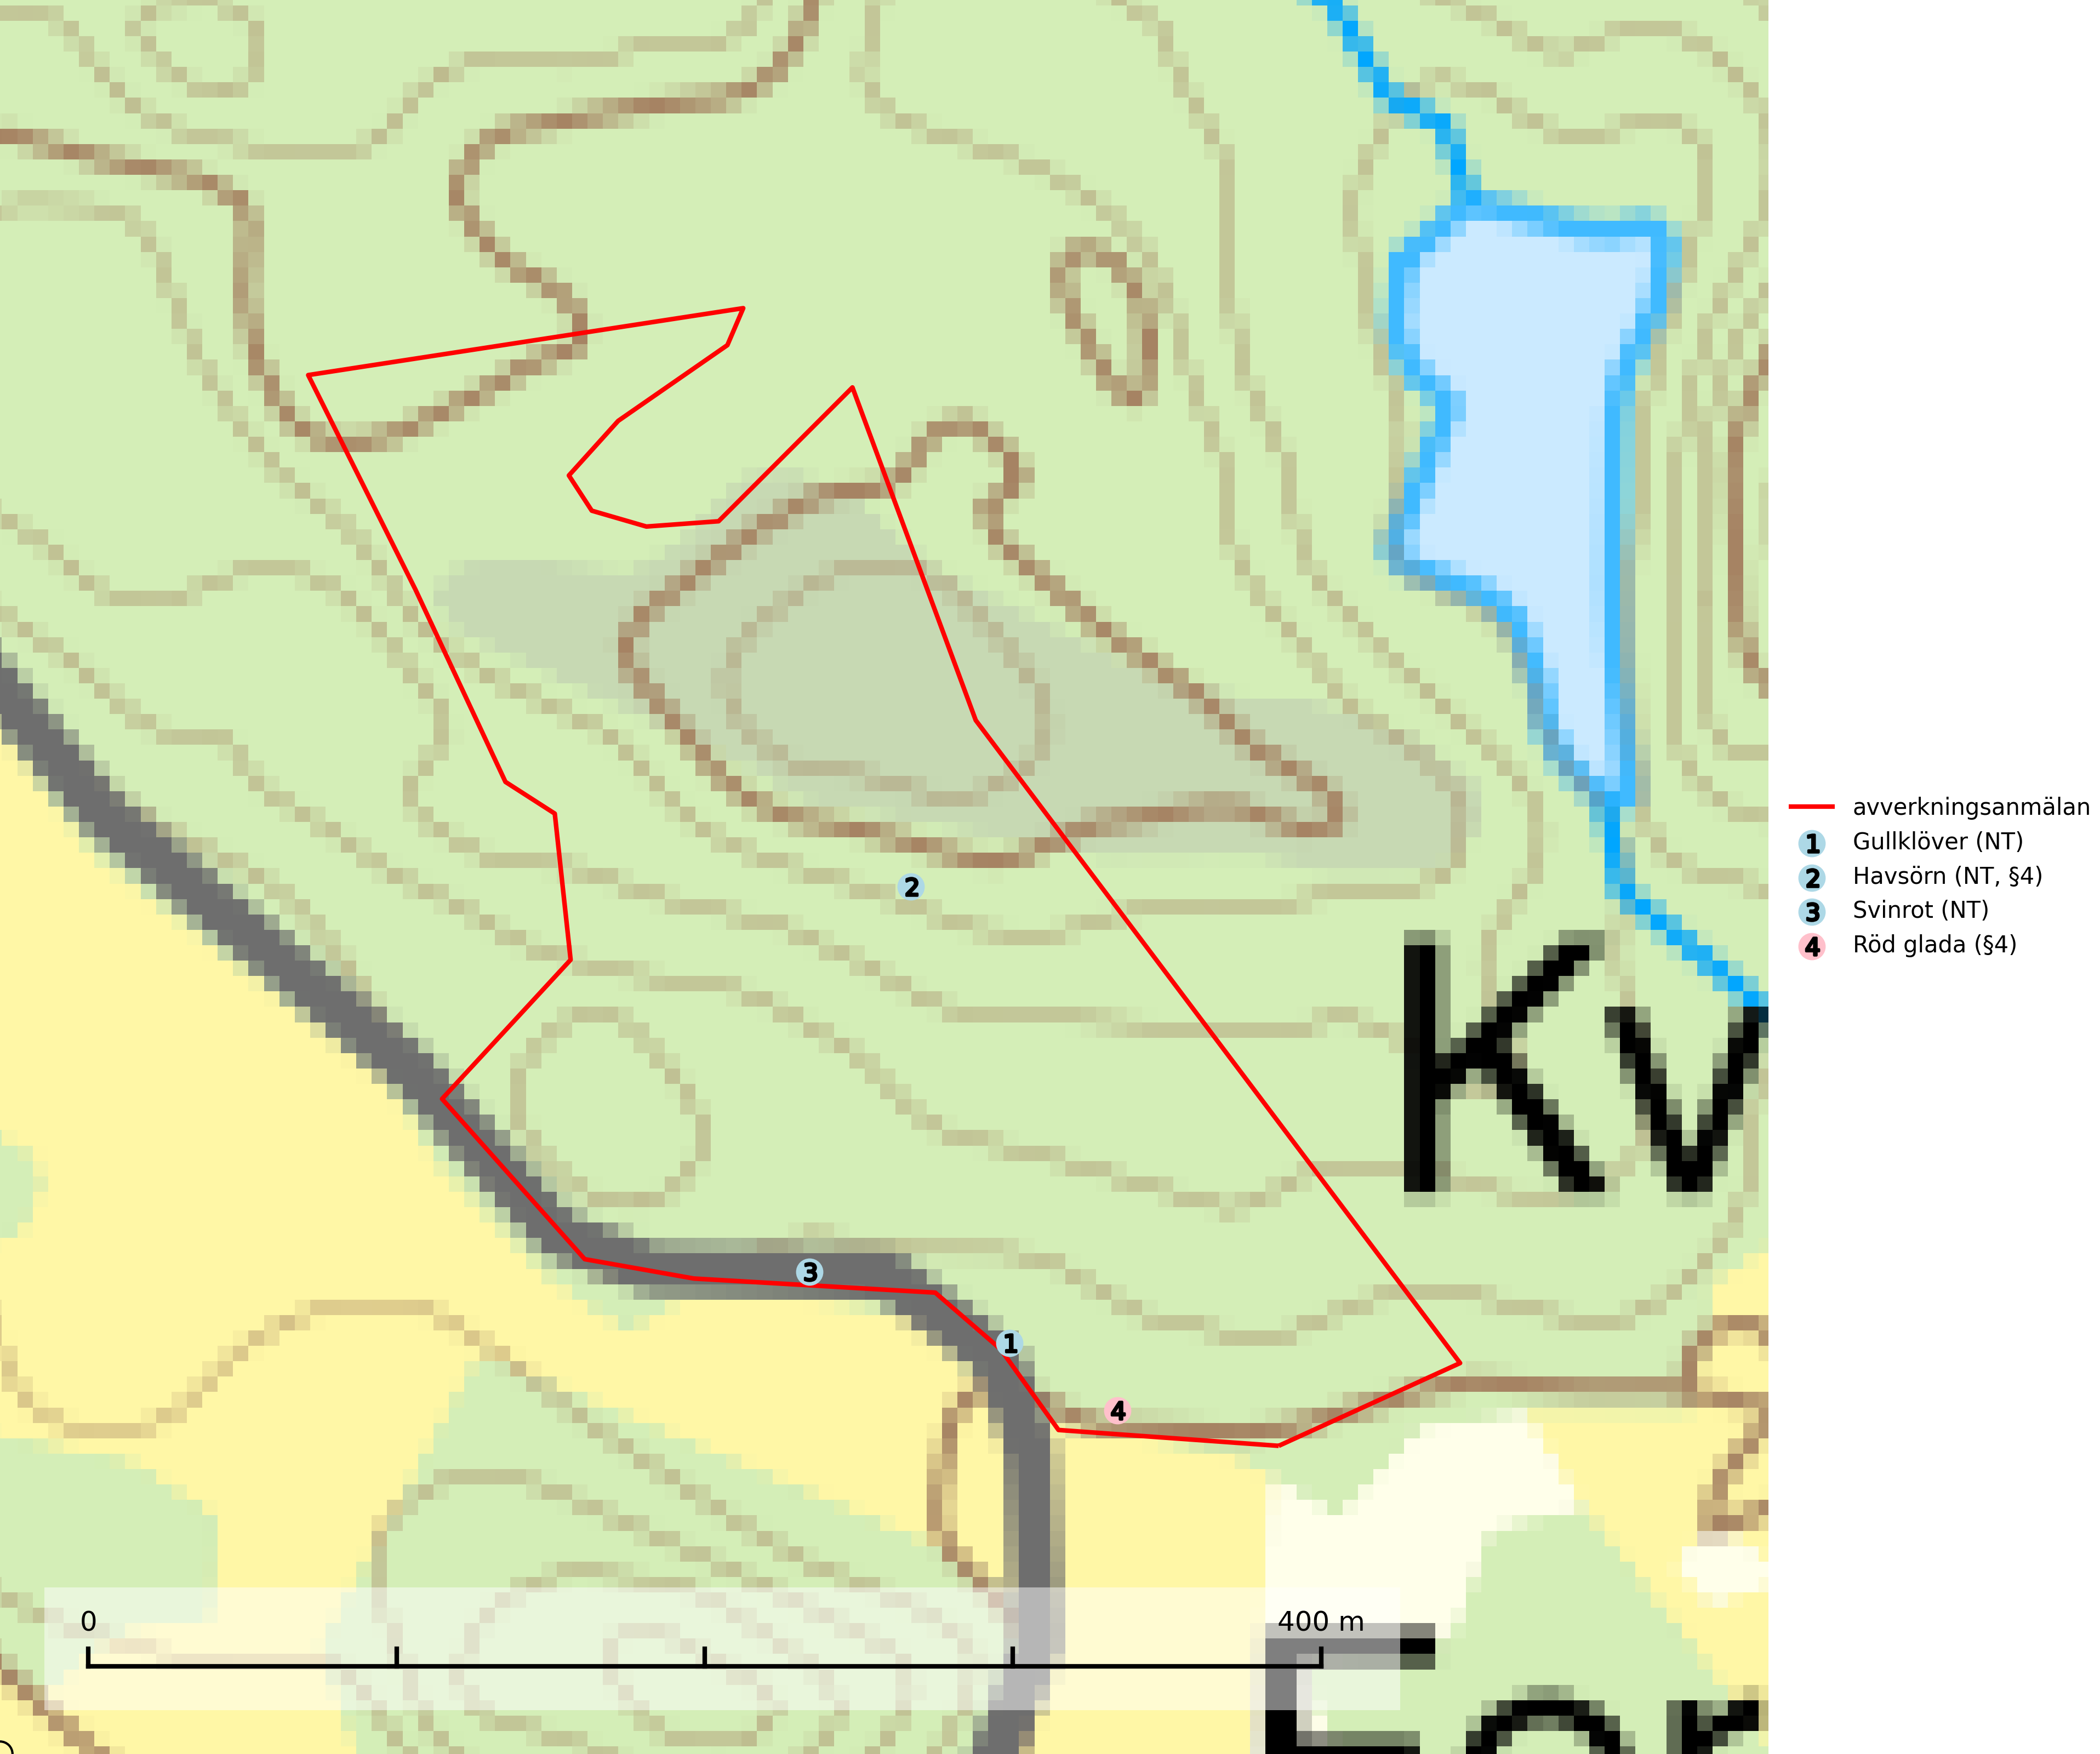 2
KV
3
1
4
0
400 m
avverkningsanmälan
1 Gullklöver (NT)
2 Havsörn (NT, §4)
3 Svinrot (NT)
4 Röd glada (§4)